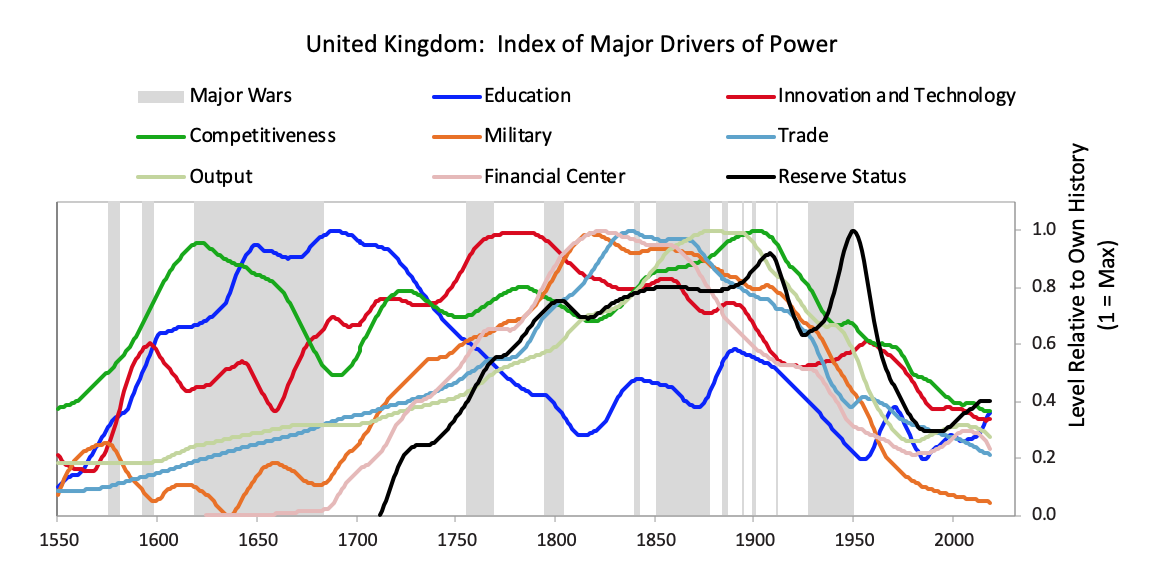 United Kingdom:  Index of Major Drivers of Power
Major Wars
Education
Innovation and Technology
Competitiveness
Military
Trade
Output
Financial Center
Reserve Status
1.0
0.8
0.6
0.4
0.2
0.0
Level Relative to Own History
(1 = Max)
1550
1600
1650
1700
1750
1800
1850
1900
1950
2000